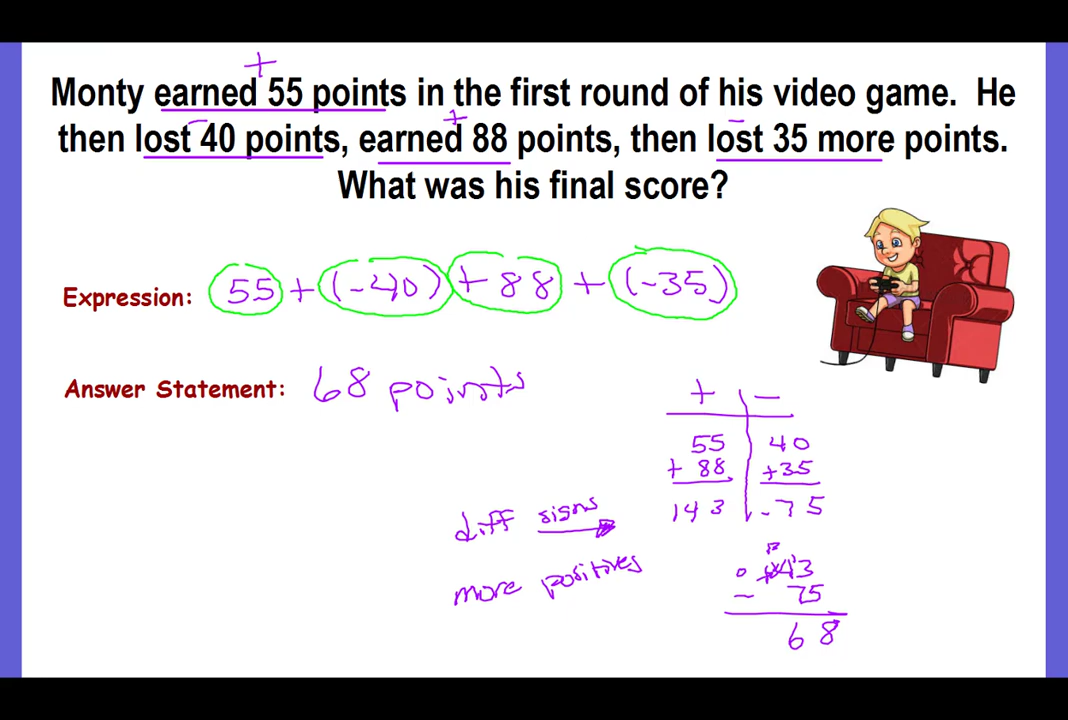 Monty earned 55 points in the first round of his video game. He
then lost 40 points, earned 88 points, then lost 35 more points.
What was his final score?
Expression: 55 + (-40) + 88 + (-35)
Answer Statement: 68 points
+ -
55 40
+ 88 +35
143 -75
diff signs
more positives
143
- 75
68